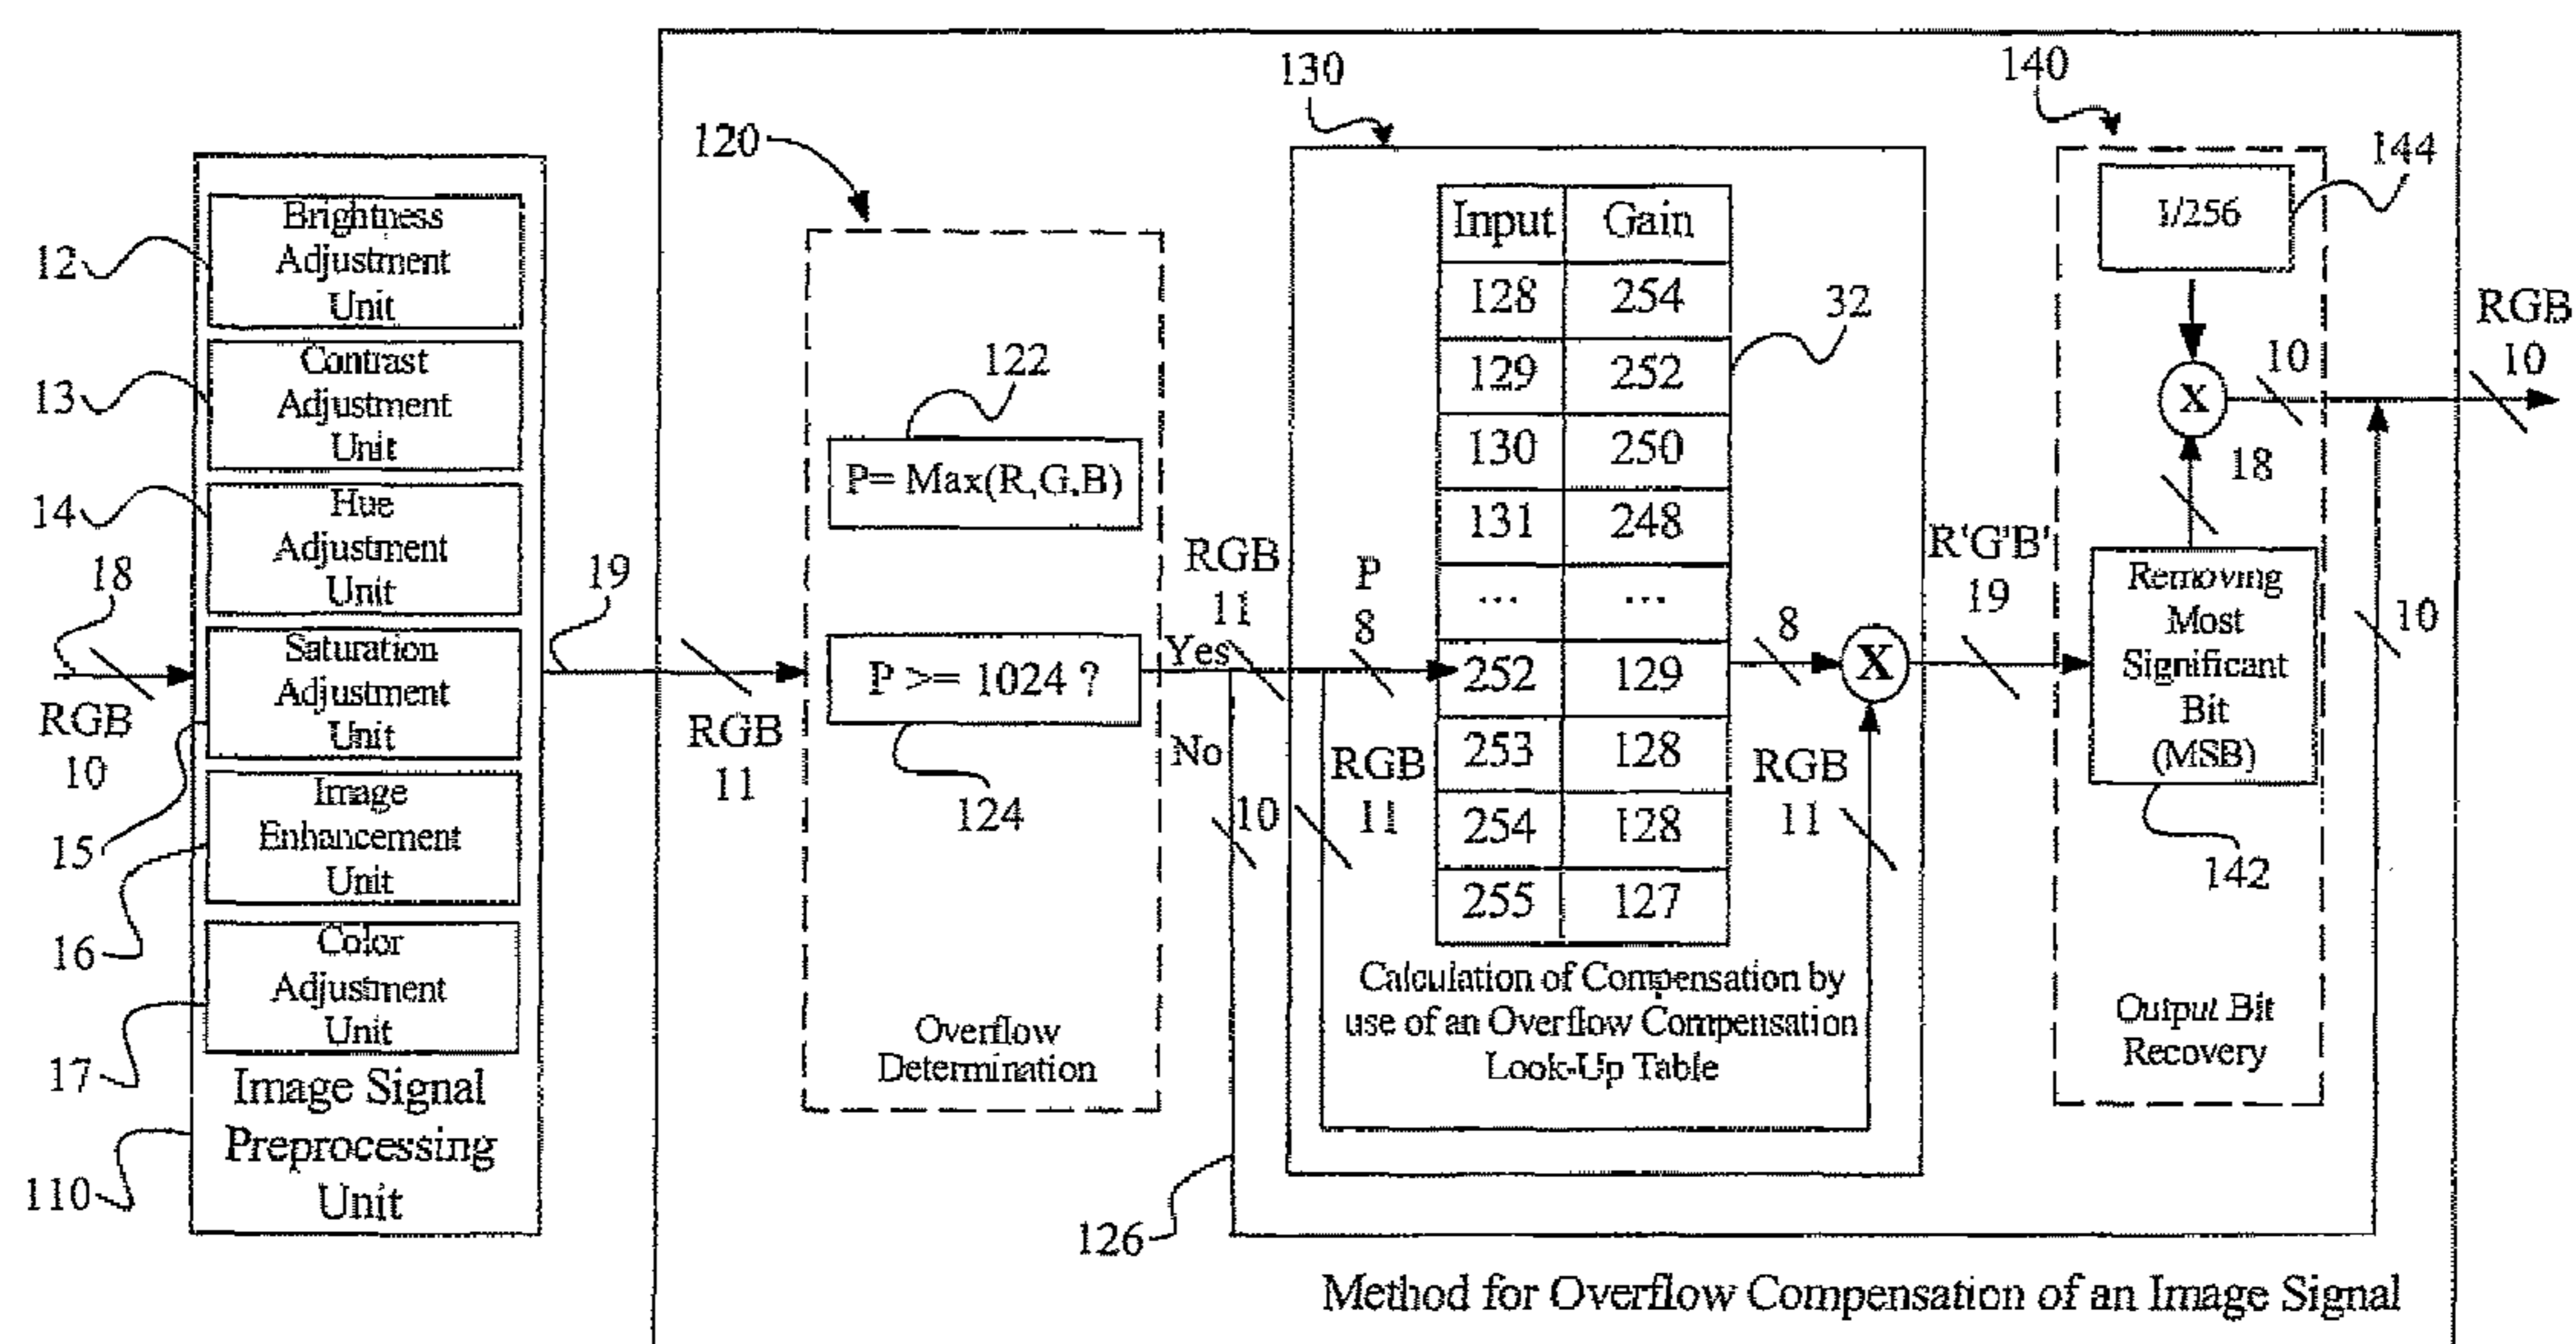 12
Brightness
Adjustment
Unit
13
Contrast
Adjustment
Unit
14
Hue
Adjustment
Unit
18
RGB
10
15
Saturation
Adjustment
Unit
16
Image
Enhancement
Unit
17
Color
Adjustment
Unit
110
Image Signal
Preprocessing
Unit
19
RGB
11
120
122
P= Max(R,G,B)
P >= 1024 ?
124
Overflow
Determination
Yes
No
RGB
11
10
126
130
P
8
RGB
11
Input Gain
128 254
129 252
130 250
131 248
... ...
252 129
253 128
254 128
255 127
32
8
X
RGB
11
Calculation of Compensation by
use of an Overflow Compensation
Look-Up Table
R'G'B'
19
140
144
1/256
X
10
18
Removing
Most
Significant
Bit
(MSB)
142
Output Bit
Recovery
10
RGB
10
Method for Overflow Compensation of an Image Signal